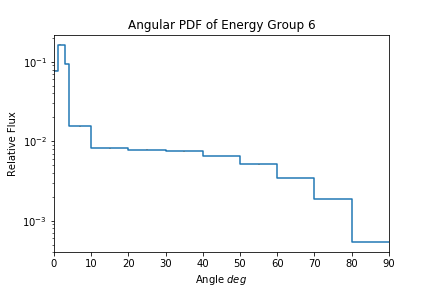 Angular PDF of Energy Group 6
Relative Flux
10⁻¹
10⁻²
10⁻³
0 10 20 30 40 50 60 70 80 90
Angle deg